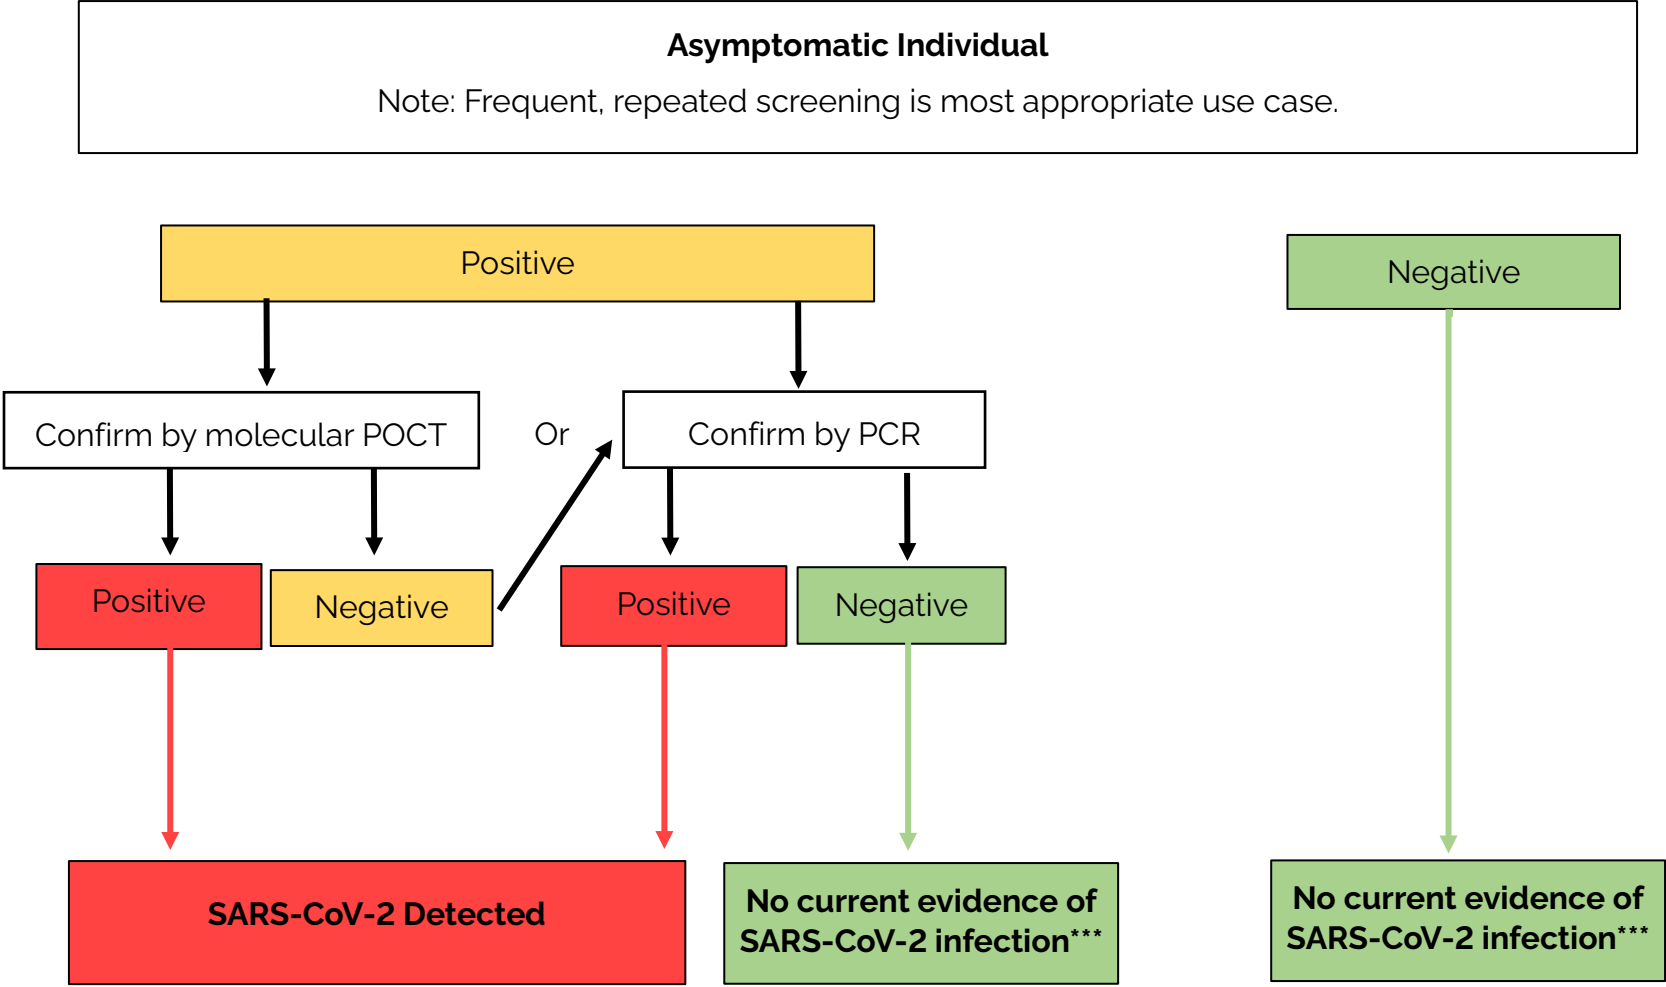 Asymptomatic Individual
Note: Frequent, repeated screening is most appropriate use case.
Positive
Negative
Confirm by molecular POCT
Or
Confirm by PCR
Positive
Negative
Positive
Negative
SARS-CoV-2 Detected
No current evidence of
SARS-CoV-2 infection***
No current evidence of
SARS-CoV-2 infection***